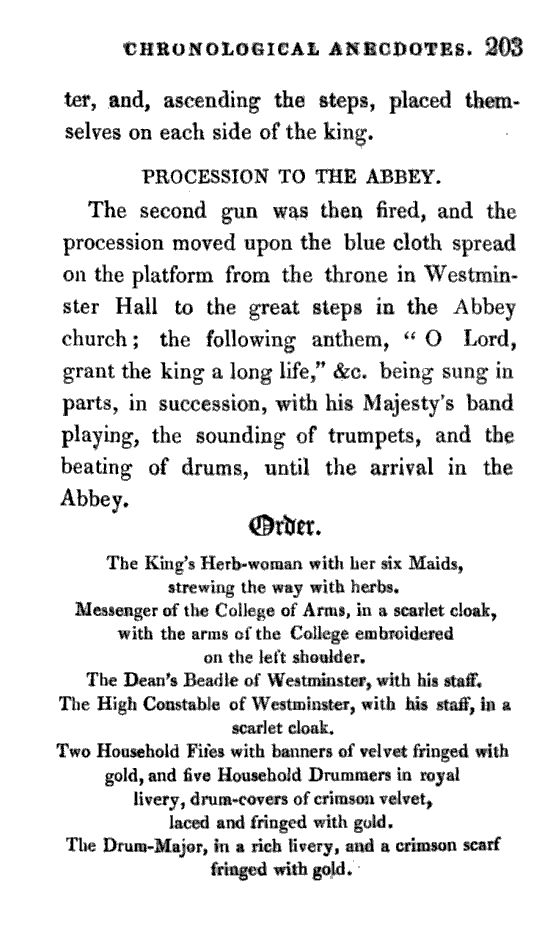 CHRONOLOGICAL ANECDOTES. 203
ter, and, ascending the steps, placed them-
selves on each side of the king.
PROCESSION TO THE ABBEY.
The second gun was then fired, and the
procession moved upon the blue cloth spread
on the platform from the throne in Westmin-
ster Hall to the great steps in the Abbey
church; the following anthem, “ O Lord,
grant the king a long life,” &c. being sung in
parts, in succession, with his Majesty's band
playing, the sounding of trumpets, and the
beating of drums, until the arrival in the
Abbey.
Order.
The King's Herb-woman with her six Maids,
strewing the way with herbs.
Messenger of the College of Arms, in a scarlet cloak,
with the arms of the College embroidered
on the left shoulder.
The Dean's Beadle of Westminster, with his staff.
The High Constable of Westminster, with his staff, in a
scarlet cloak.
Two Household Fifes with banners of velvet fringed with
gold, and five Household Drummers in royal
livery, drum-covers of crimson velvet,
laced and fringed with gold.
The Drum-Major, in a rich livery, and a crimson scarf
fringed with gold.